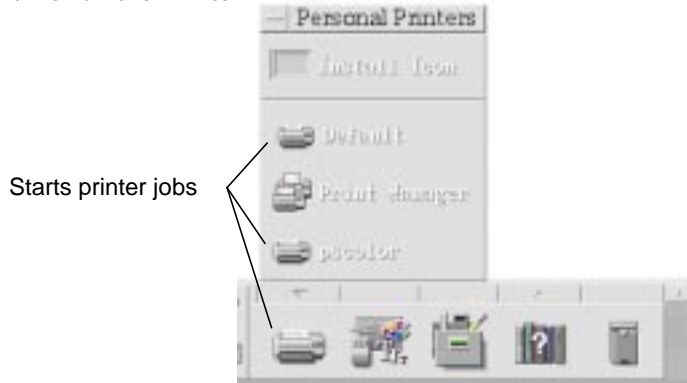 Personal Printers
Install Icon
Default
Starts printer jobs
Print Manager
pscolor
?